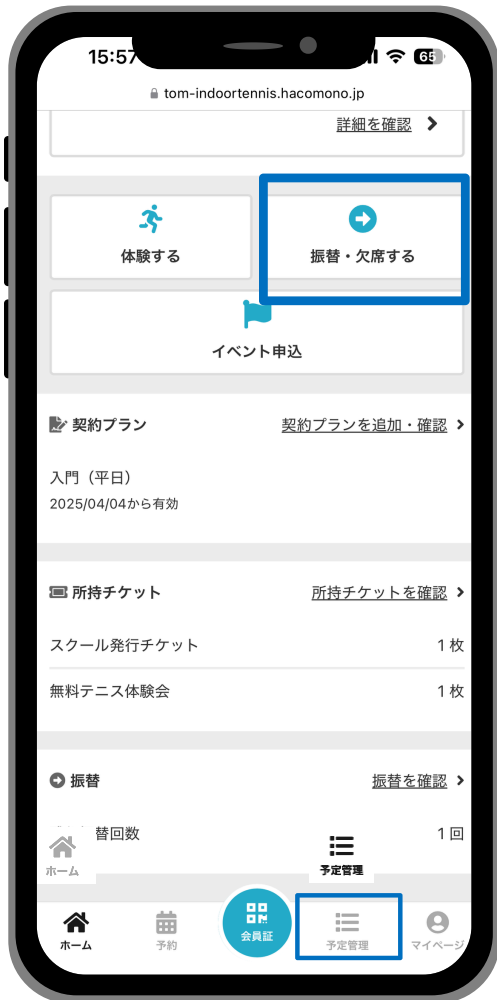 15:57
65
tom-indoortennis.hacomono.jp
詳細を確認
体験する
振替・欠席する
イベント申込
契約プラン
契約プランを追加・確認
入門（平日）
2025/04/04から有効
所持チケット
所持チケットを確認
スクール発行チケット
1枚
無料テニス体験会
1枚
振替
振替を確認
替回数
1回
ホーム
予定管理
ホーム
予約
会員証
予定管理
マイページ